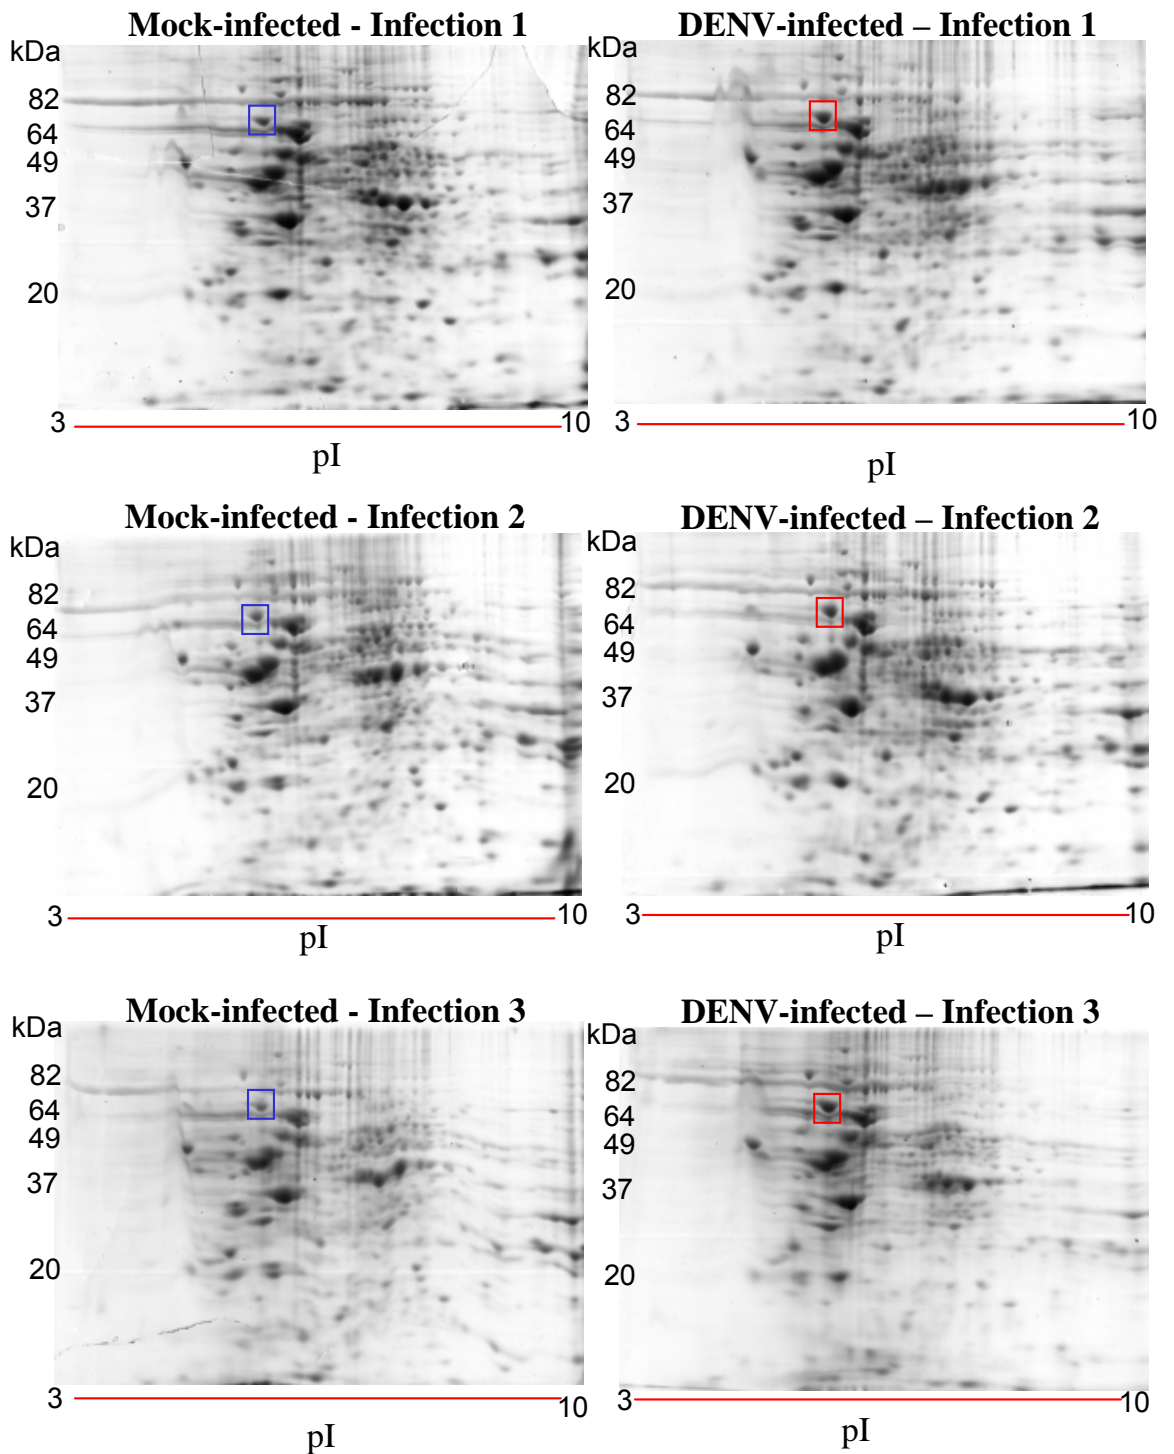 Mock-infected - Infection 1
kDa
82
64
49
37
20
3
10
pI
DENV-infected – Infection 1
kDa
82
64
49
37
20
3
10
pI
Mock-infected - Infection 2
kDa
82
64
49
37
20
3
10
pI
DENV-infected – Infection 2
kDa
82
64
49
37
20
3
10
pI
Mock-infected - Infection 3
kDa
82
64
49
37
20
3
10
pI
DENV-infected – Infection 3
kDa
82
64
49
37
20
3
10
pI